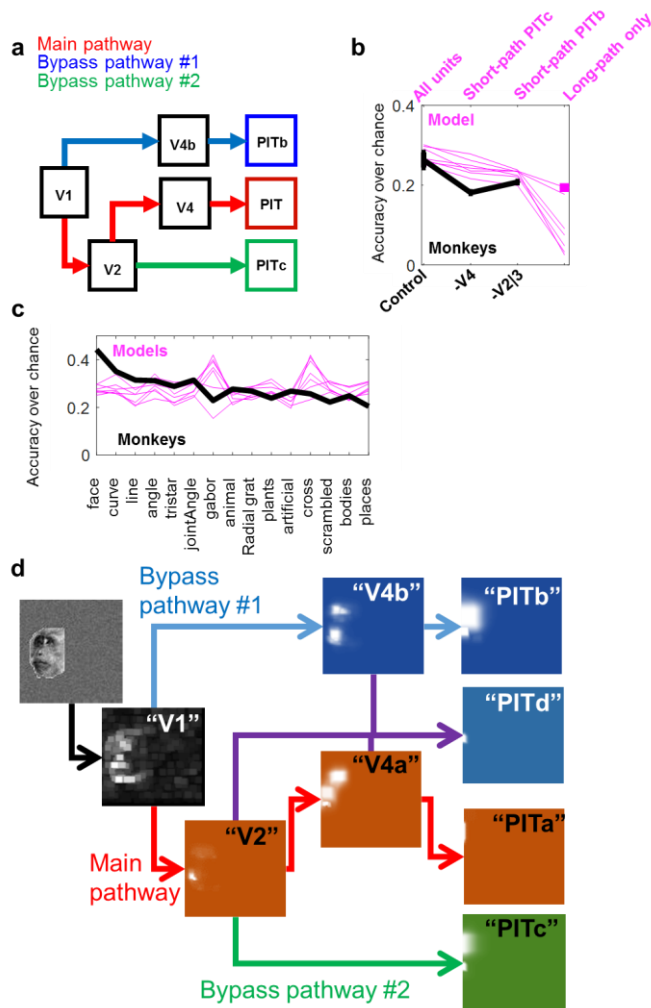 a
Main pathway
Bypass pathway #1
Bypass pathway #2
V1
V4b
PITb
V4
PIT
V2
PITc
b
All units
Short-path PITc
Short-path PITb
Long-path only
Accuracy over chance
0.4
0.2
0
Model
Monkeys
Control
-V4
-V2|3
c
Accuracy over chance
0.4
0.2
Models
Monkeys
face
curve
line
angle
tristar
jointAngle
gabor
animal
Radial grat
plants
artificial
cross
scrambled
bodies
places
d
Bypass
pathway #1
"V4b"
"PITb"
"V1"
"PITd"
"V4a"
"V2"
"PITa"
Main
pathway
"PITc"
Bypass pathway #2